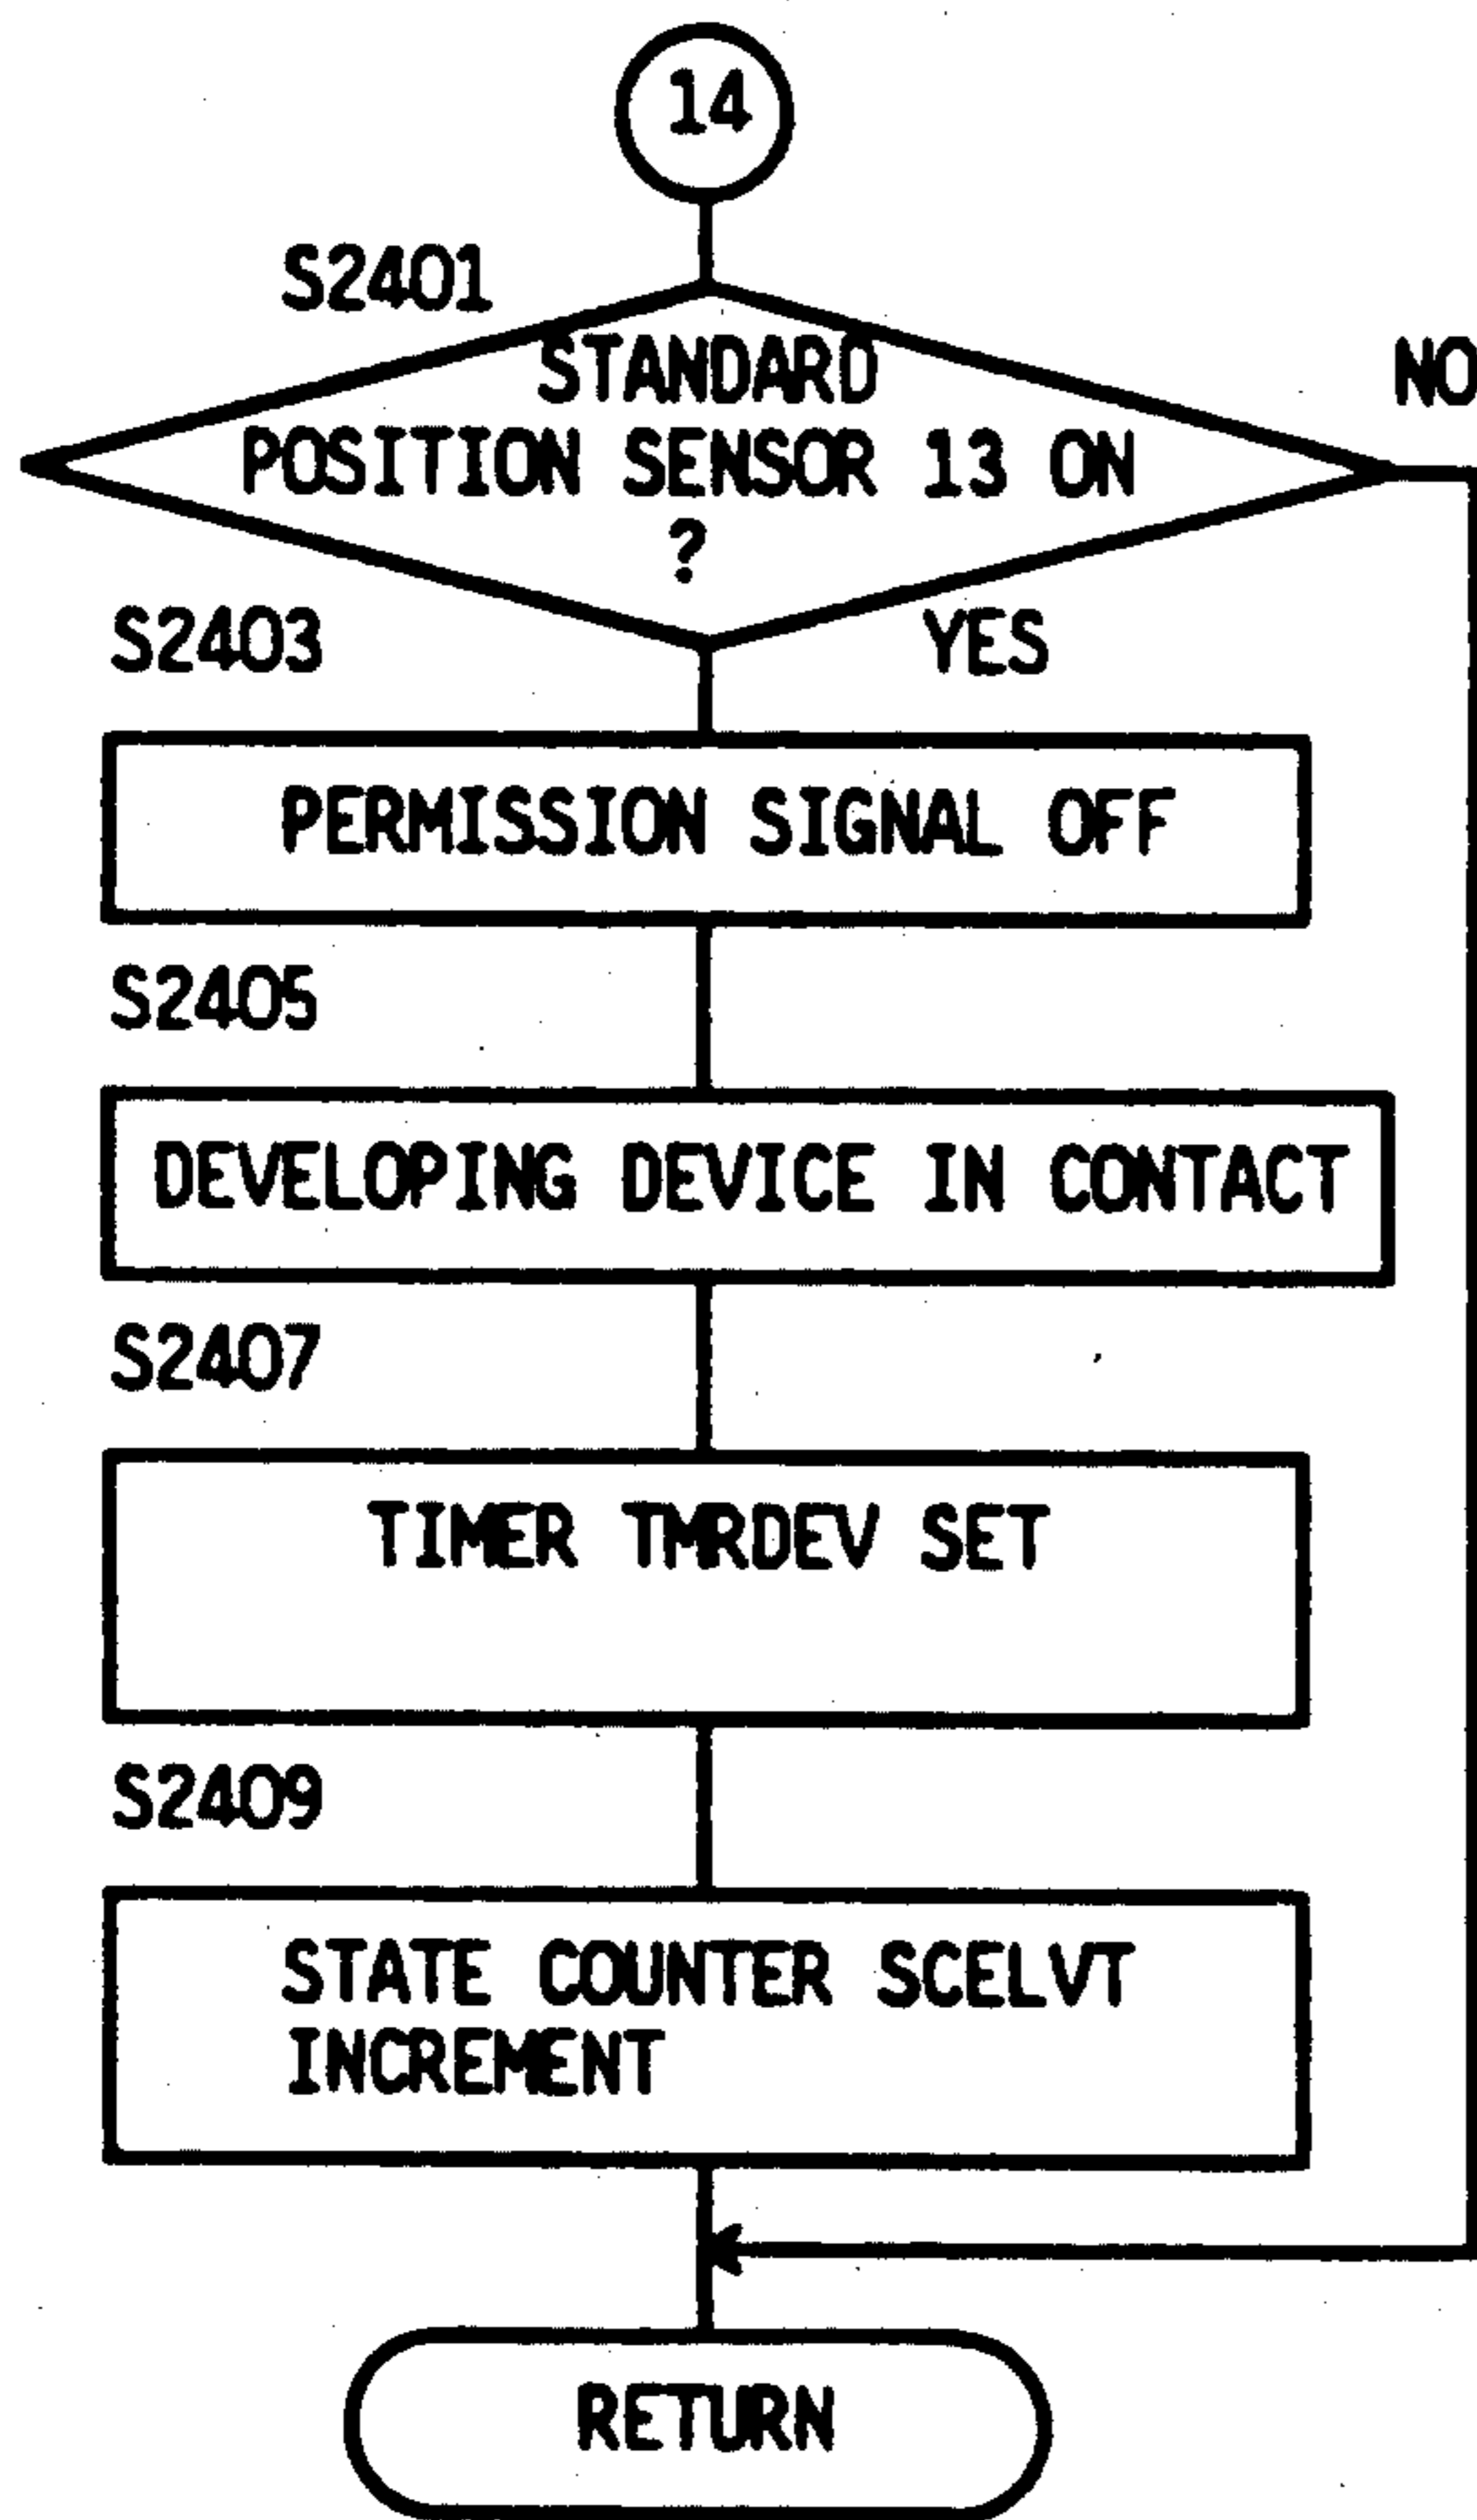 14
S2401
STANDARD
NO
POSITION SENSOR 13 ON
?
S2403
YES
PERMISSION SIGNAL OFF
S2405
DEVELOPING DEVICE IN CONTACT
S2407
TIMER TMRDEV SET
S2409
STATE COUNTER SCELVT
INCREMENT
RETURN